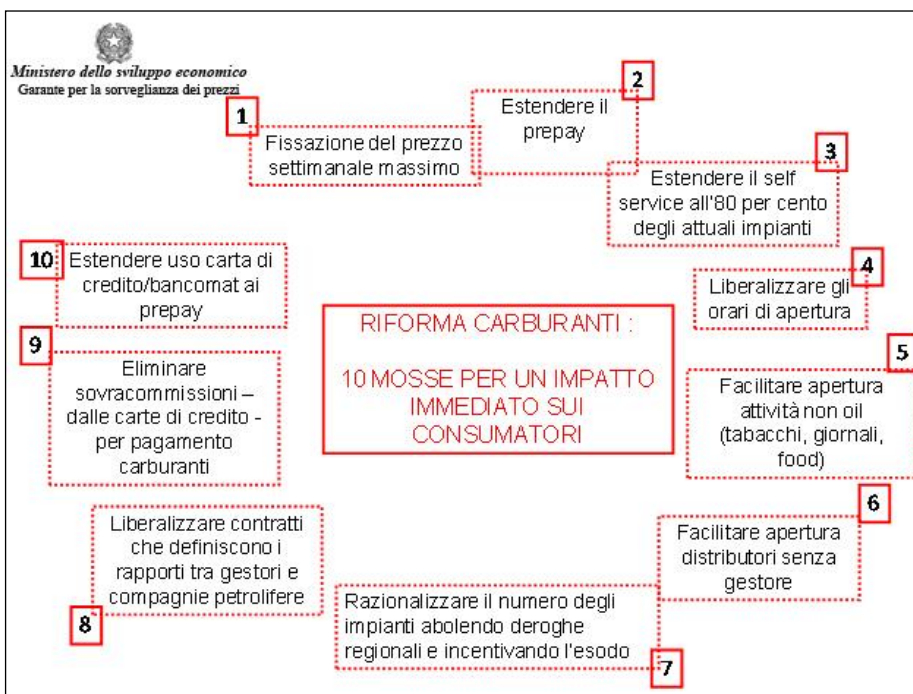 Ministero dello sviluppo economico
Garante per la sorveglianza dei prezzi
1
Fissazione del prezzo
settimanale massimo
2
Estendere il
prepay
3
Estendere il self
service all'80 per cento
degli attuali impianti
4
Liberalizzare gli
orari di apertura
5
Facilitare apertura
attività non oil
(tabacchi, giornali,
food)
6
Facilitare apertura
distributori senza
gestore
7
Razionalizzare il numero degli
impianti abolendo deroghe
regionali e incentivando l'esodo
8
Liberalizzare contratti
che definiscono i
rapporti tra gestori e
compagnie petrolifere
9
Eliminare
sovracommissioni –
dalle carte di credito -
per pagamento
carburanti
10
Estendere uso carta di
credito/bancomat ai
prepay
RIFORMA CARBURANTI :
10 MOSSE PER UN IMPATTO
IMMEDIATO SUI
CONSUMATORI